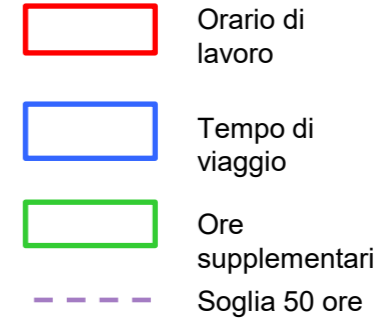 Orario di
lavoro
Tempo di
viaggio
Ore
supplementari
Soglia 50 ore